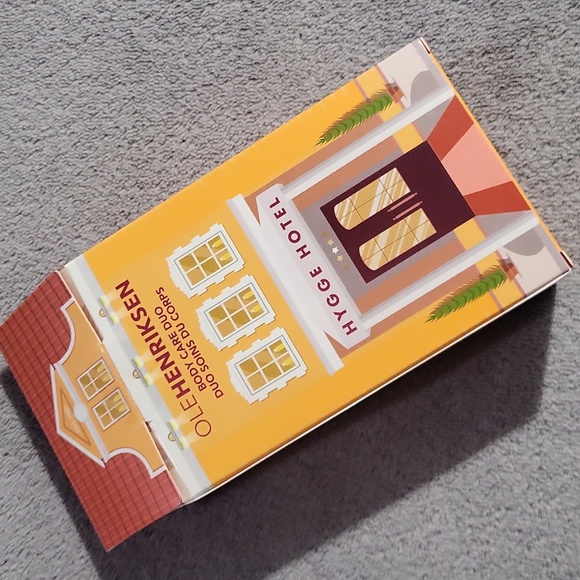 OLEHENRIKSEN
BODY CARE DUO
DUO SOINS DU CORPS
HYGGE HOTEL